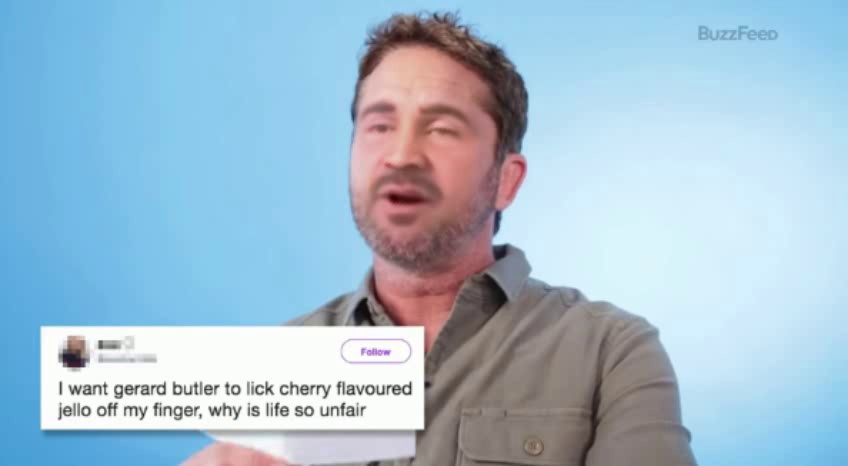 BuzzFeed
Follow
I want gerard butler to lick cherry flavoured
jello off my finger, why is life so unfair